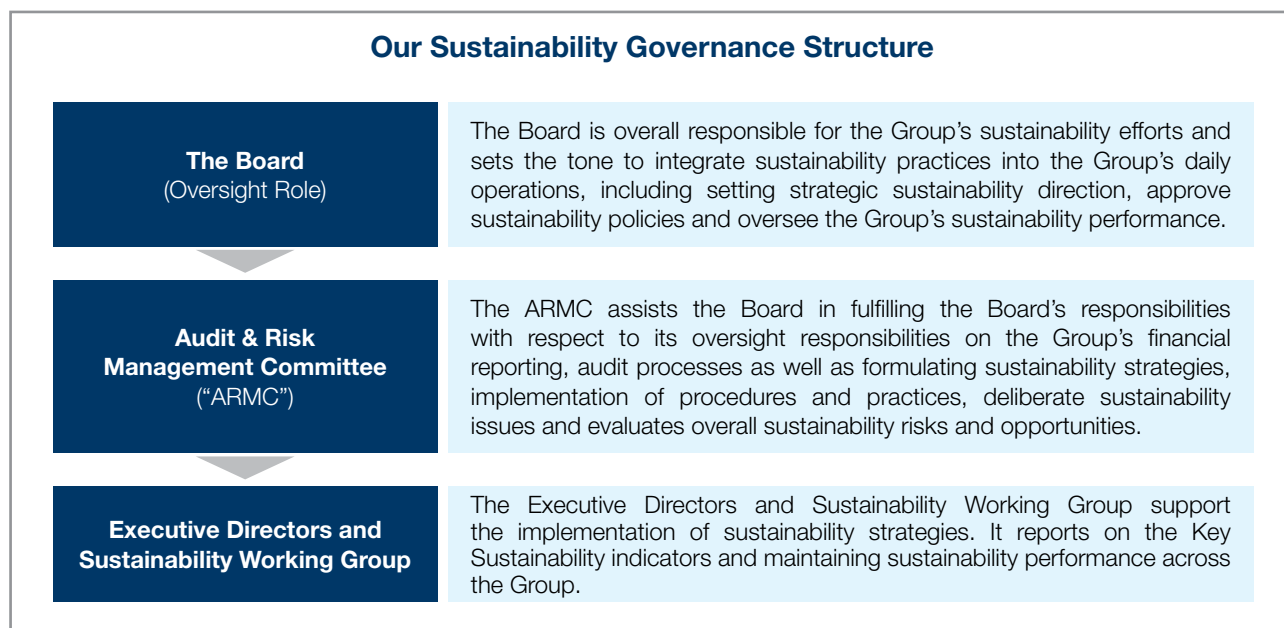 Our Sustainability Governance Structure
The Board
(Oversight Role)
The Board is overall responsible for the Group’s sustainability efforts and
sets the tone to integrate sustainability practices into the Group’s daily
operations, including setting strategic sustainability direction, approve
sustainability policies and oversee the Group’s sustainability performance.
Audit & Risk
Management Committee
(“ARMC”)
The ARMC assists the Board in fulfilling the Board’s responsibilities
with respect to its oversight responsibilities on the Group’s financial
reporting, audit processes as well as formulating sustainability strategies,
implementation of procedures and practices, deliberate sustainability
issues and evaluates overall sustainability risks and opportunities.
Executive Directors and
Sustainability Working Group
The Executive Directors and Sustainability Working Group support
the implementation of sustainability strategies. It reports on the Key
Sustainability indicators and maintaining sustainability performance across
the Group.